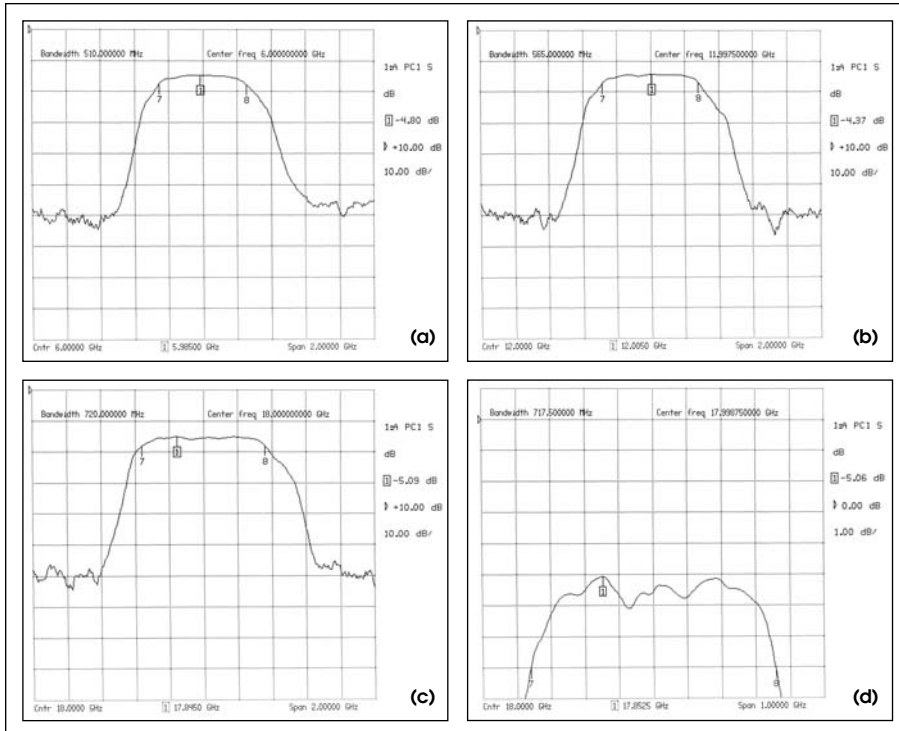 Bandwidth 510.000000 MHz Center freq 6.000000000 GHz
1:A PC1 S
dB
1 -4.80 dB
+10.00 dB
10.00 dB/
7 1 8
(a)
Cntr 6.00000 GHz 1 5.98500 GHz Span 2.00000 GHz
Bandwidth 565.000000 MHz Center freq 11.997500000 GHz
1:A PC1 S
dB
1 -4.37 dB
+10.00 dB
10.00 dB/
7 1 8
(b)
Cntr 12.0000 GHz 1 12.0050 GHz Span 2.00000 GHz
Bandwidth 720.000000 MHz Center freq 18.000000000 GHz
1:A PC1 S
dB
1 -5.09 dB
+10.00 dB
10.00 dB/
7 1 8
(c)
Cntr 18.0000 GHz 1 17.8450 GHz Span 2.00000 GHz
Bandwidth 717.500000 MHz Center freq 17.998750000 GHz
1:A PC1 S
dB
1 -5.06 dB
0.00 dB
1.00 dB/
1
7 8
(d)
Cntr 18.0000 GHz 1 17.8525 GHz Span 1.00000 GHz